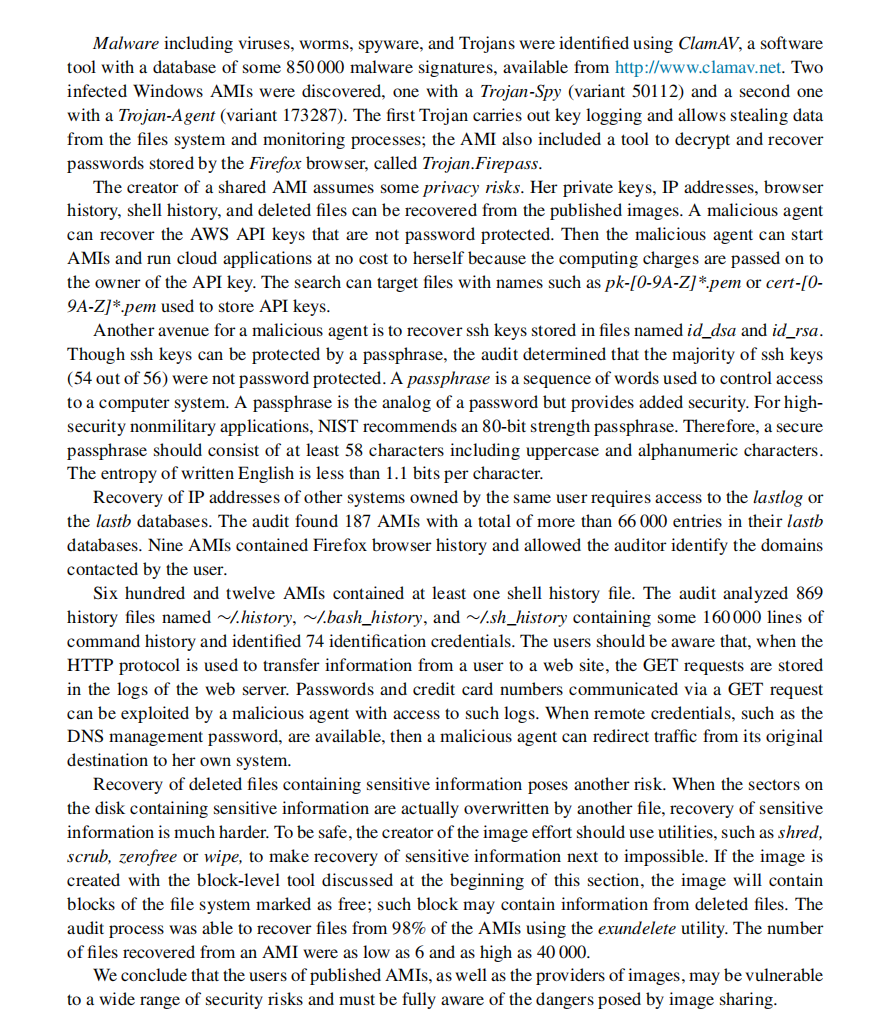 Malware including viruses, worms, spyware, and Trojans were identified using ClamAV, a software
tool with a database of some 850 000 malware signatures, available from http://www.clamav.net. Two
infected Windows AMIs were discovered, one with a Trojan-Spy (variant 50112) and a second one
with a Trojan-Agent (variant 173287). The first Trojan carries out key logging and allows stealing data
from the files system and monitoring processes; the AMI also included a tool to decrypt and recover
passwords stored by the Firefox browser, called Trojan.Firepass.
The creator of a shared AMI assumes some privacy risks. Her private keys, IP addresses, browser
history, shell history, and deleted files can be recovered from the published images. A malicious agent
can recover the AWS API keys that are not password protected. Then the malicious agent can start
AMIs and run cloud applications at no cost to herself because the computing charges are passed on to
the owner of the API key. The search can target files with names such as pk-[0-9A-Z]*.pem or cert-[0-
9A-Z]*.pem used to store API keys.
Another avenue for a malicious agent is to recover ssh keys stored in files named id_dsa and id_rsa.
Though ssh keys can be protected by a passphrase, the audit determined that the majority of ssh keys
(54 out of 56) were not password protected. A passphrase is a sequence of words used to control access
to a computer system. A passphrase is the analog of a password but provides added security. For high-
security nonmilitary applications, NIST recommends an 80-bit strength passphrase. Therefore, a secure
passphrase should consist of at least 58 characters including uppercase and alphanumeric characters.
The entropy of written English is less than 1.1 bits per character.
Recovery of IP addresses of other systems owned by the same user requires access to the lastlog or
the lastb databases. The audit found 187 AMIs with a total of more than 66 000 entries in their lastb
databases. Nine AMIs contained Firefox browser history and allowed the auditor identify the domains
contacted by the user.
Six hundred and twelve AMIs contained at least one shell history file. The audit analyzed 869
history files named ~/.history, ~/.bash_history, and ~/.sh_history containing some 160 000 lines of
command history and identified 74 identification credentials. The users should be aware that, when the
HTTP protocol is used to transfer information from a user to a web site, the GET requests are stored
in the logs of the web server. Passwords and credit card numbers communicated via a GET request
can be exploited by a malicious agent with access to such logs. When remote credentials, such as the
DNS management password, are available, then a malicious agent can redirect traffic from its original
destination to her own system.
Recovery of deleted files containing sensitive information poses another risk. When the sectors on
the disk containing sensitive information are actually overwritten by another file, recovery of sensitive
information is much harder. To be safe, the creator of the image effort should use utilities, such as shred,
scrub, zerofree or wipe, to make recovery of sensitive information next to impossible. If the image is
created with the block-level tool discussed at the beginning of this section, the image will contain
blocks of the file system marked as free; such block may contain information from deleted files. The
audit process was able to recover files from 98% of the AMIs using the exundelete utility. The number
of files recovered from an AMI were as low as 6 and as high as 40 000.
We conclude that the users of published AMIs, as well as the providers of images, may be vulnerable
to a wide range of security risks and must be fully aware of the dangers posed by image sharing.